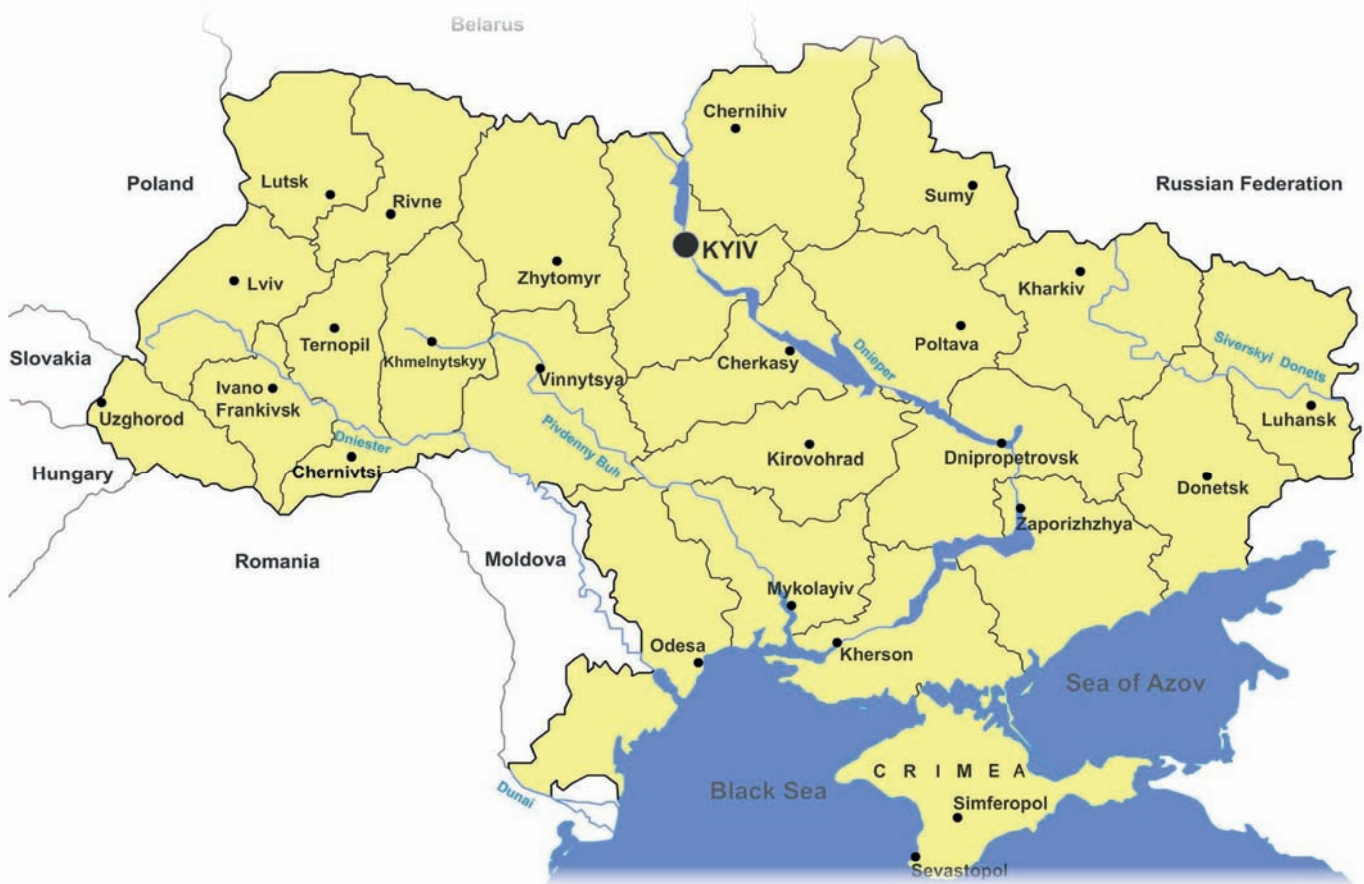 Belarus
Chernihiv
Poland
Lutsk
Rivne
Sumy
Russian Federation
KYIV
Lviv
Zhytomyr
Kharkiv
Ternopil
Khmelnytskyy
Cherkasy
Dnieper
Poltava
Siverskyi Donets
Slovakia
Ivano
Frankivsk
Vinnytsya
Uzghorod
Luhansk
Dniester
Pivdenny Buh
Hungary
Chernivtsi
Kirovohrad
Dnipropetrovsk
Donetsk
Zaporizhzhya
Romania
Moldova
Mykolayiv
Odesa
Kherson
Sea of Azov
CRIMEA
Black Sea
Dunai
Simferopol
Sevastopol